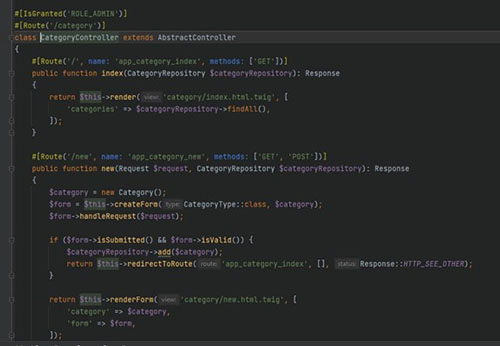 #[IsGranted('ROLE_ADMIN')]
#[Route('/category')]
class CategoryController extends AbstractController
{
#[Route('/', name: 'app_category_index', methods: ['GET'])]
public function index(CategoryRepository $categoryRepository): Response
{
return $this->render( view: 'category/index.html.twig', [
'categories' => $categoryRepository->findAll(),
]);
}
#[Route('/new', name: 'app_category_new', methods: ['GET', 'POST'])]
public function new(Request $request, CategoryRepository $categoryRepository): Response
{
$category = new Category();
$form = $this->createForm( type: CategoryType::class, $category);
$form->handleRequest($request);
if ($form->isSubmitted() && $form->isValid()) {
$categoryRepository->add($category);
return $this->redirectToRoute( route: 'app_category_index', [], status: Response::HTTP_SEE_OTHER);
}
return $this->renderForm( view: 'category/new.html.twig', [
'category' => $category,
'form' => $form,
]);